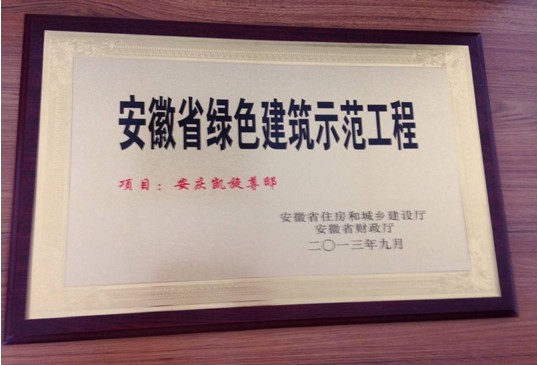 安徽省绿色建筑示范工程
项目：安庆凯旋尊邸
安徽省住房和城乡建设厅
安徽省财政厅
二〇一三年九月